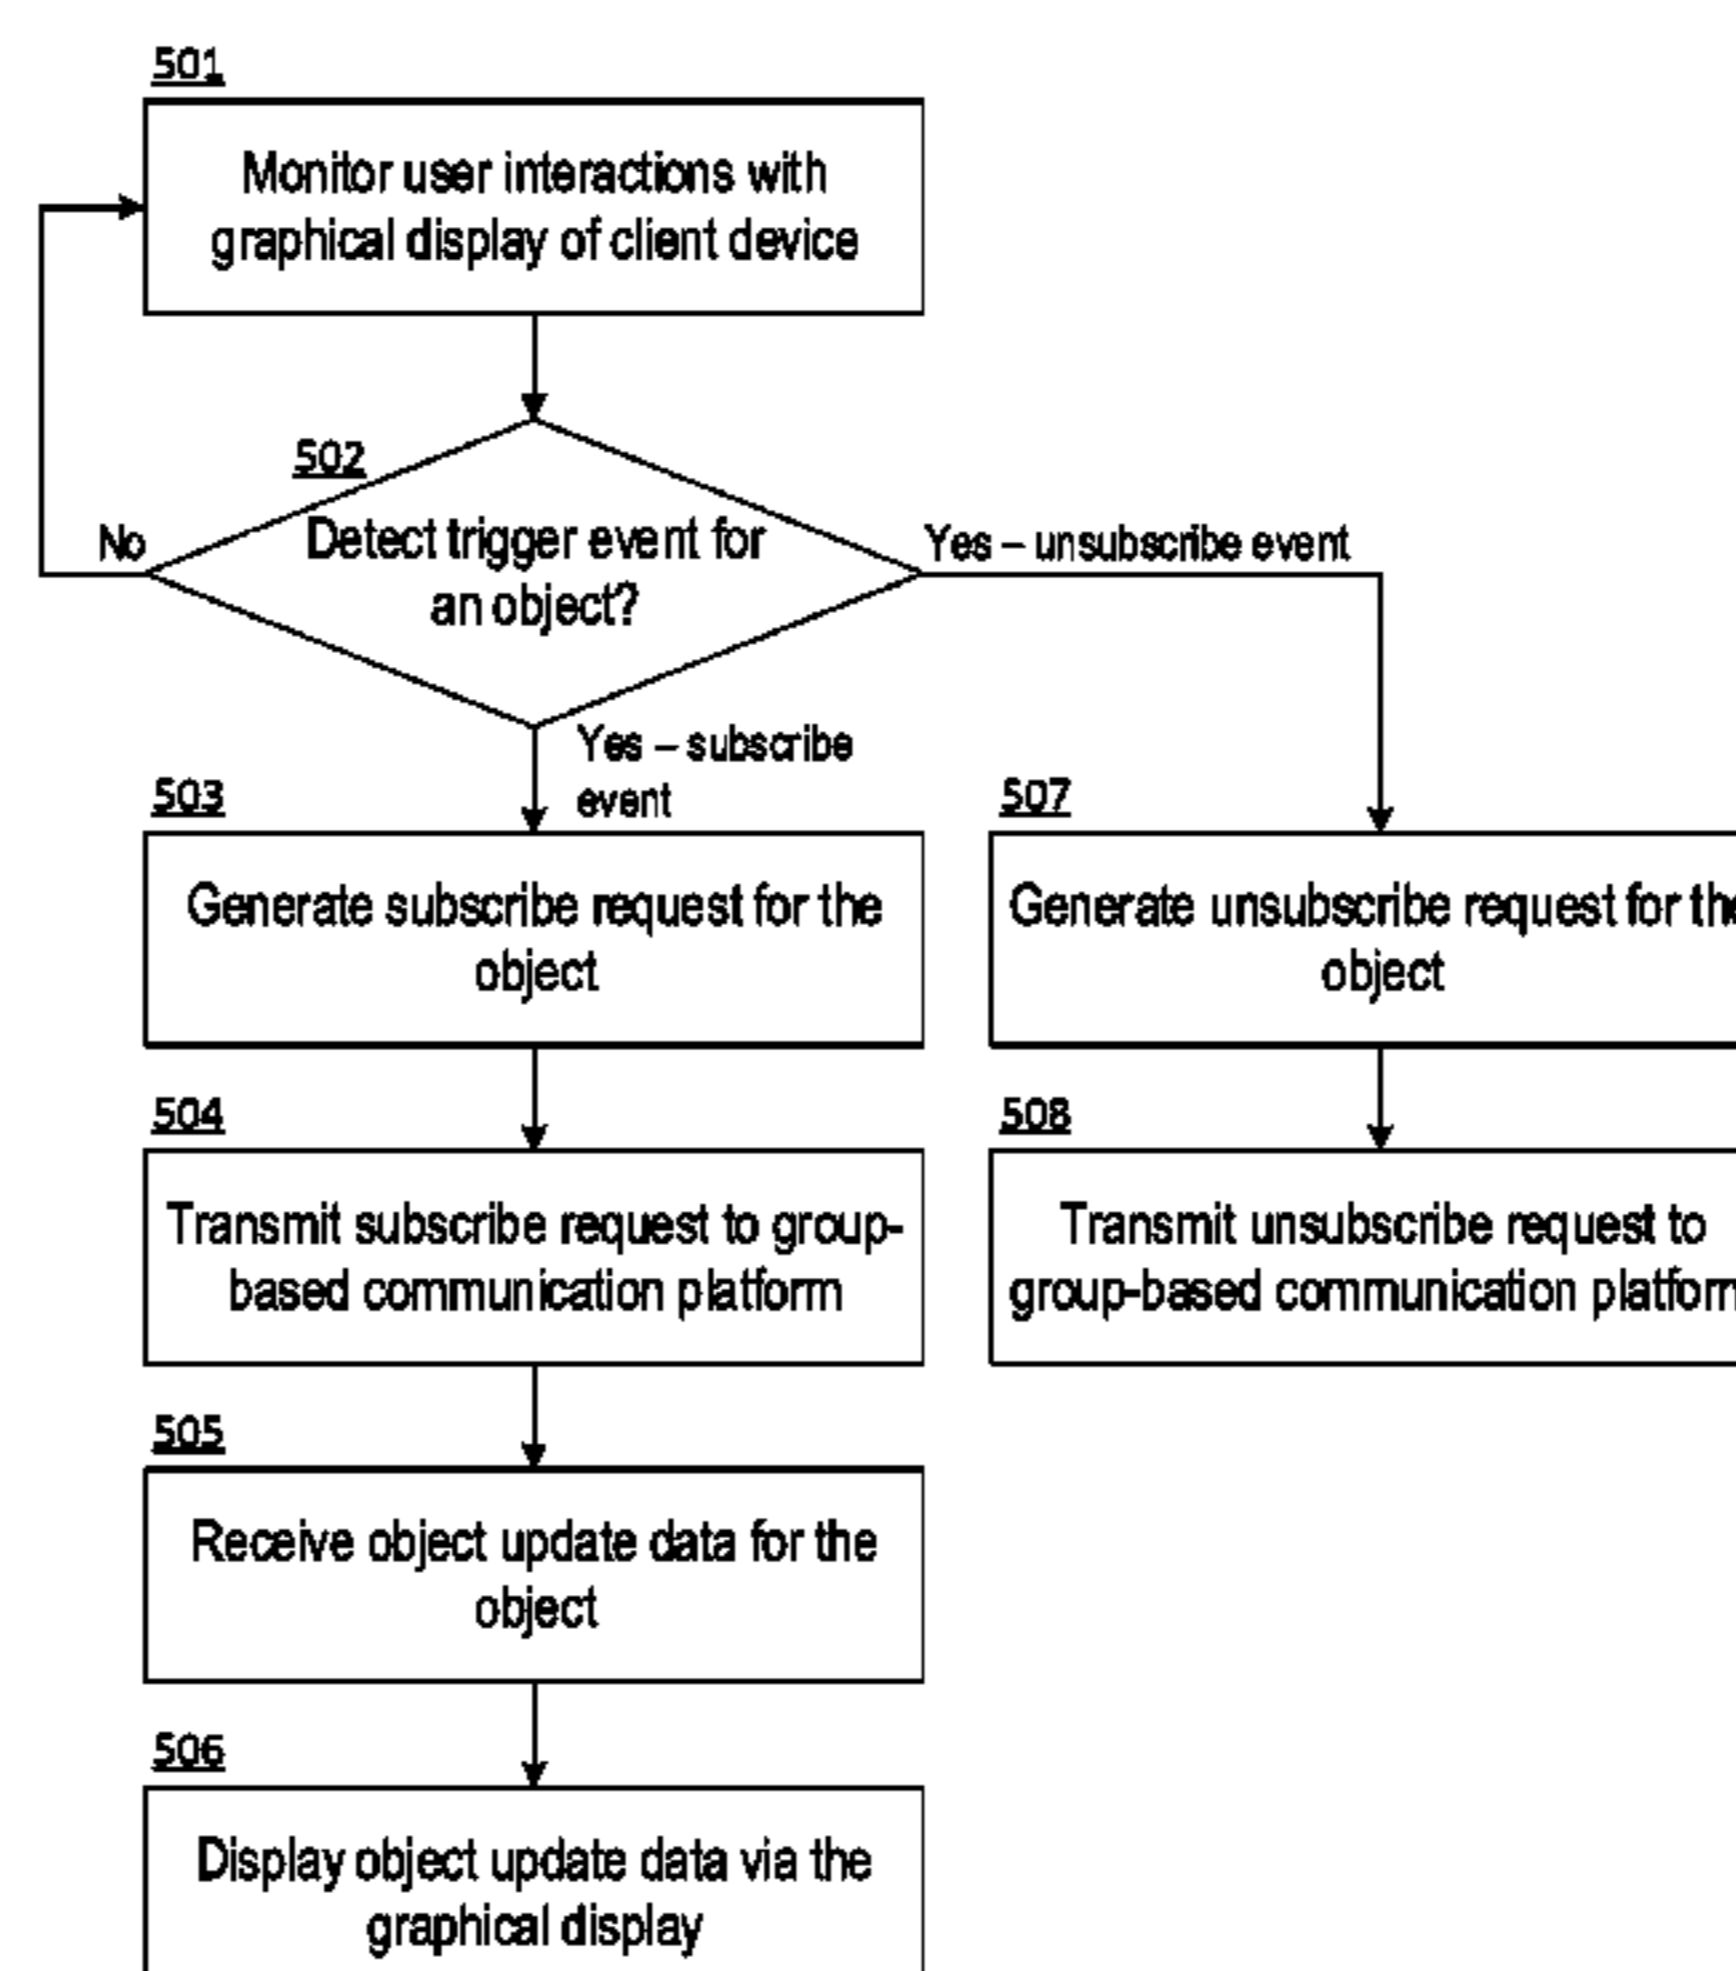 501
Monitor user interactions with
graphical display of client device
502
Detect trigger event for
an object?
No
Yes – unsubscribe event
Yes – subscribe
event
503
Generate subscribe request for the
object
507
Generate unsubscribe request for the
object
504
Transmit subscribe request to group-
based communication platform
508
Transmit unsubscribe request to
group-based communication platform
505
Receive object update data for the
object
506
Display object update data via the
graphical display